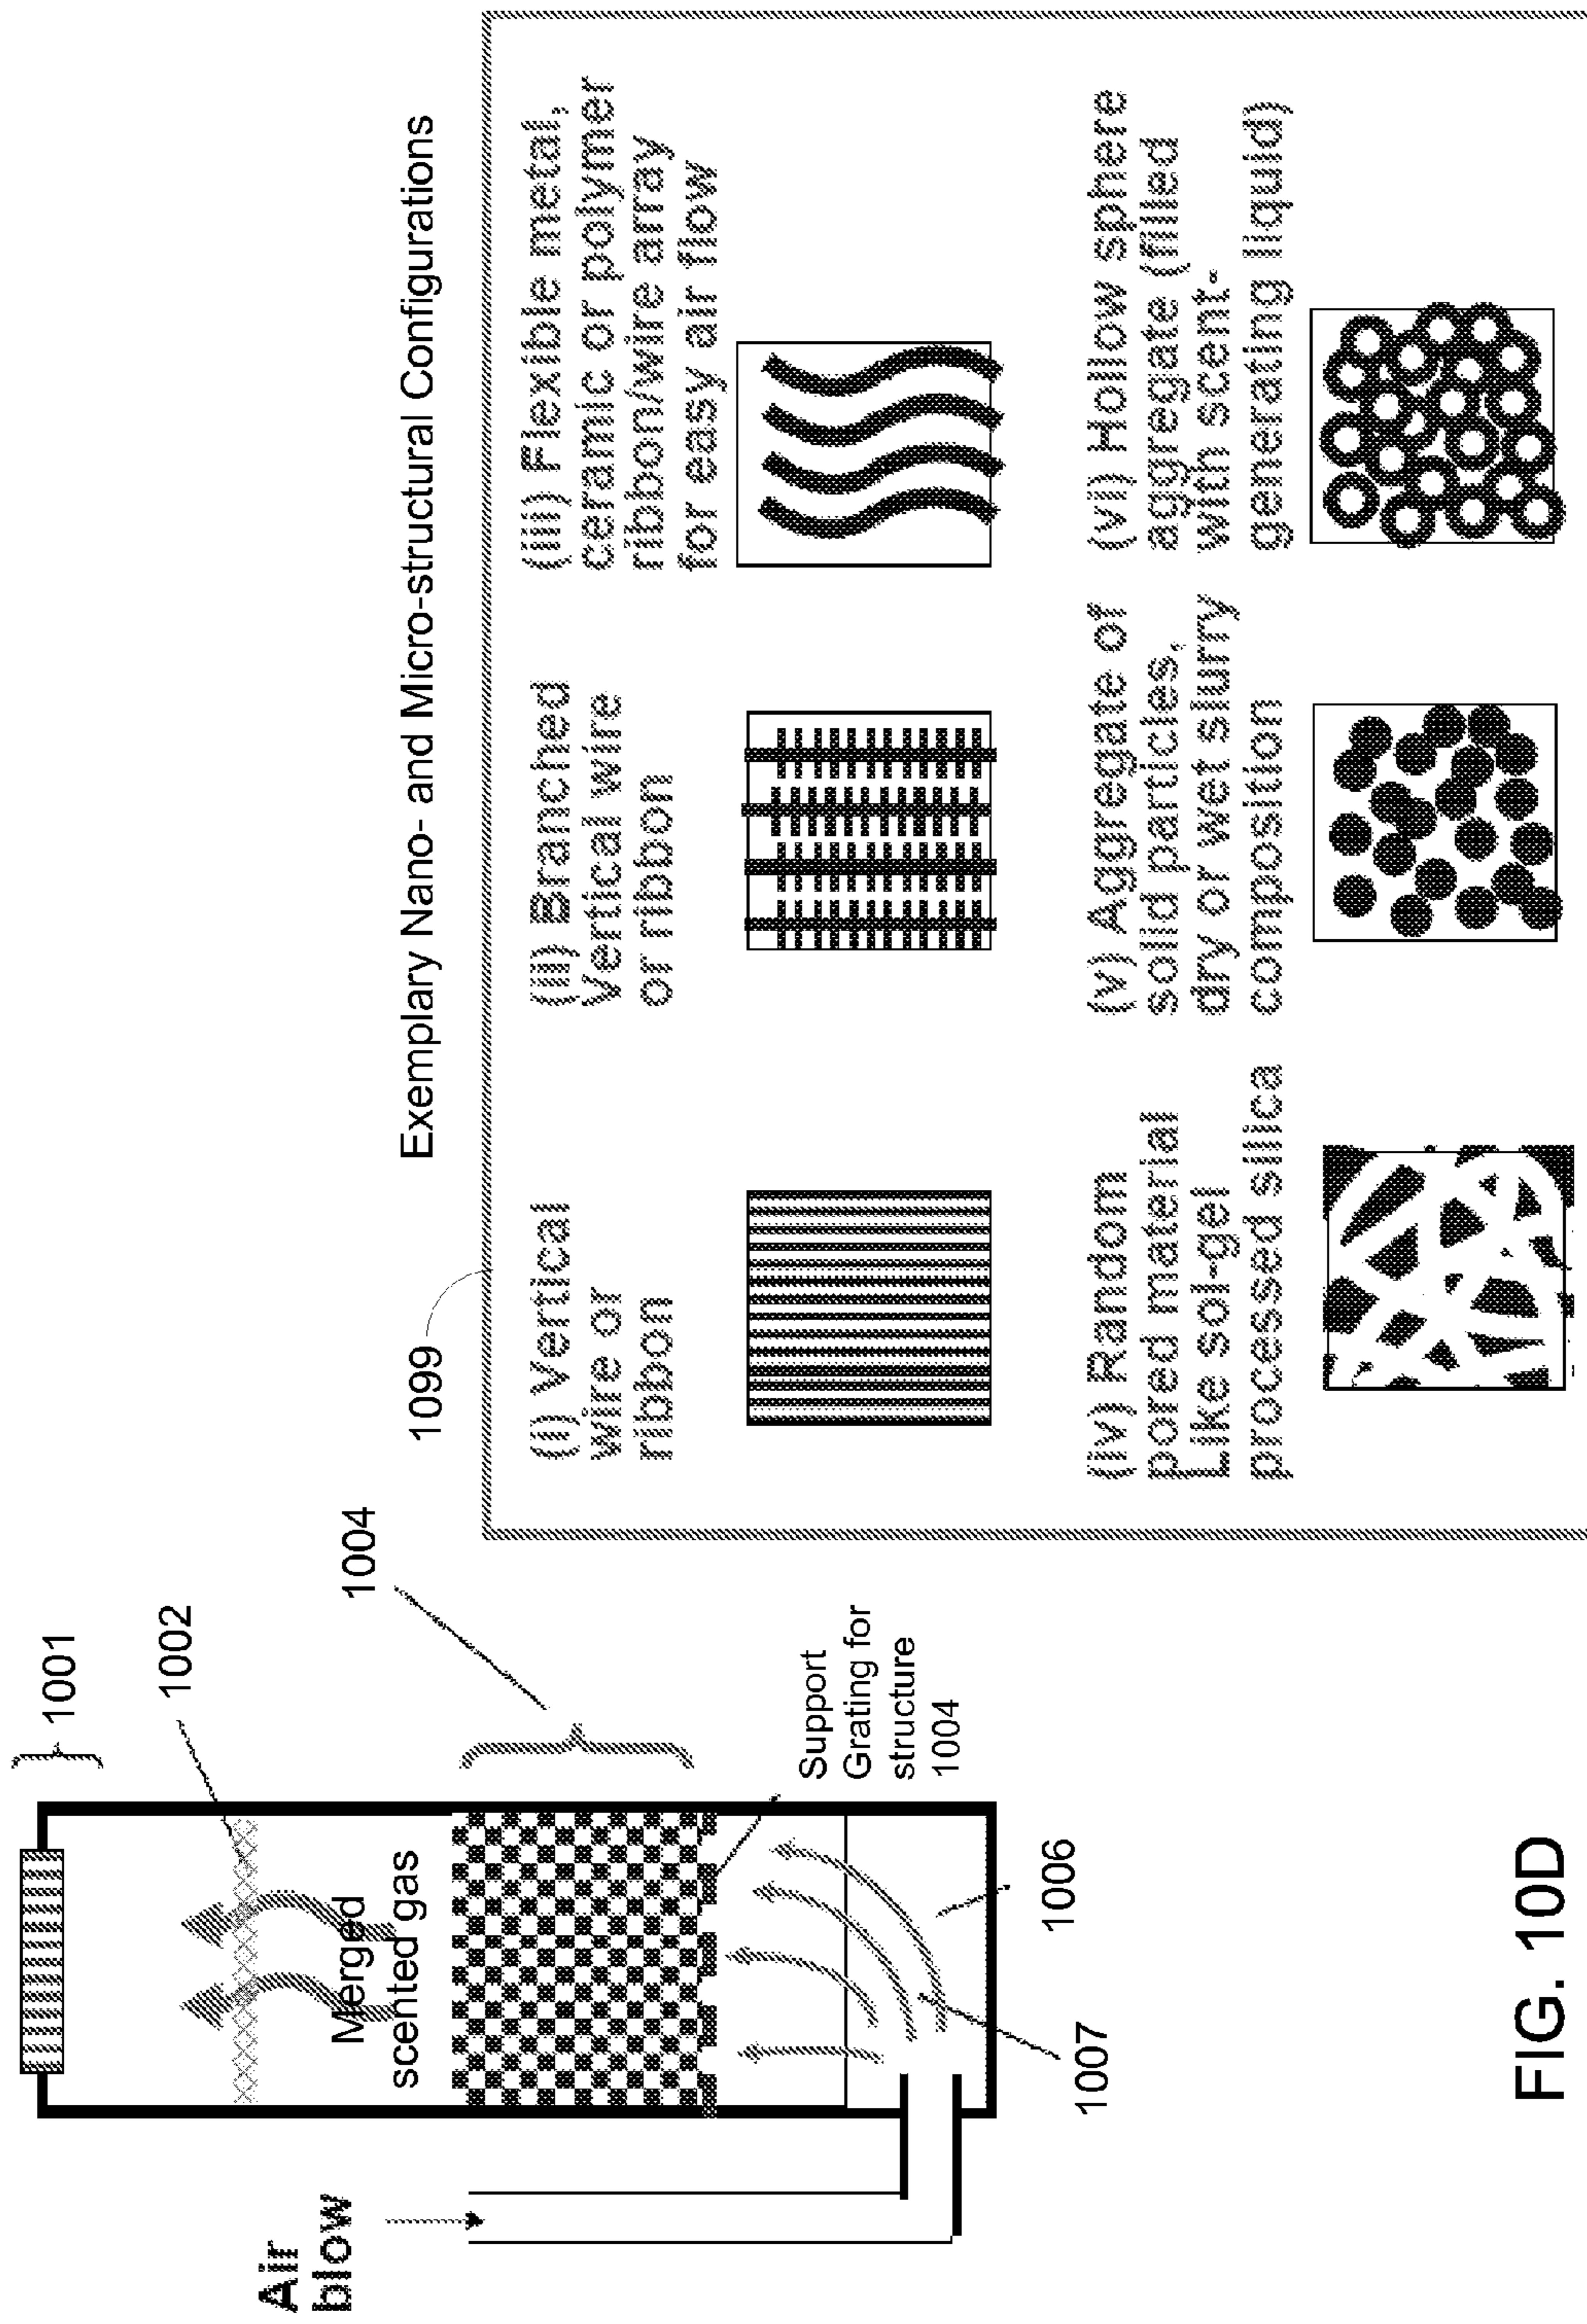 1001
1002
1004
Air
blow
Merged
scented gas
Support
Grating for
structure
1004
1006
1007
Exemplary Nano- and Micro-structural Configurations
1099
(i) Vertical
wire or
ribbon
(ii) Branched
Vertical wire
or ribbon
(iii) Flexible metal,
ceramic or polymer
ribbon/wire array
for easy air flow
(iv) Random
pored material
Like sol-gel
processed silica
(v) Aggregate of
solid particles,
dry or wet slurry
composition
(vii) Hollow sphere
aggregate (filled
with scent-
generating liquid)
FIG. 10D